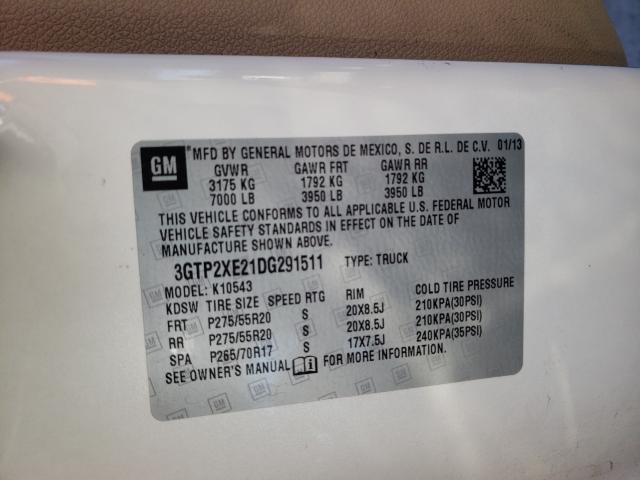 GM MFD BY GENERAL MOTORS DE MEXICO, S. DE R.L. DE C.V. 01/13
GVWR GAWR FRT GAWR RR
3175 KG 1792 KG 1792 KG
7000 LB 3950 LB 3950 LB
THIS VEHICLE CONFORMS TO ALL APPLICABLE U.S. FEDERAL MOTOR
VEHICLE SAFETY STANDARDS IN EFFECT ON THE DATE OF
MANUFACTURE SHOWN ABOVE.
3GTP2XE21DG291511 TYPE: TRUCK
MODEL: K10543
KDSW TIRE SIZE SPEED RTG RIM COLD TIRE PRESSURE
FRT P275/55R20 S 20X8.5J 210KPA(30PSI)
RR P275/55R20 S 20X8.5J 210KPA(30PSI)
SPA P265/70R17 S 17X7.5J 240KPA(35PSI)
SEE OWNER'S MANUAL FOR MORE INFORMATION.